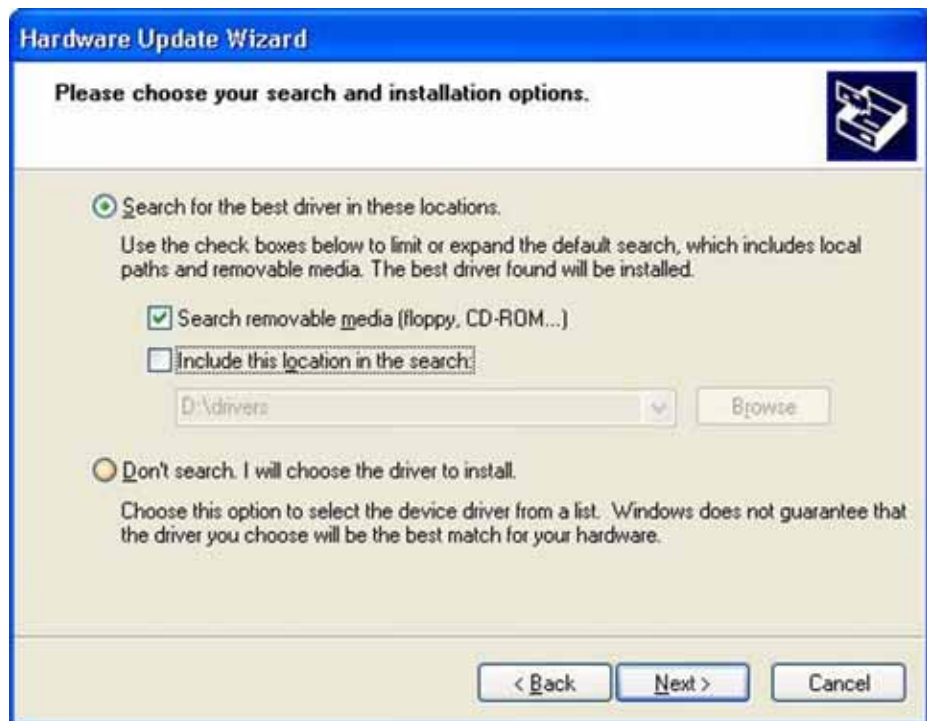 Hardware Update Wizard
Please choose your search and installation options.
Search for the best driver in these locations.
Use the check boxes below to limit or expand the default search, which includes local
paths and removable media. The best driver found will be installed.
Search removable media (floppy, CD-ROM...)
Include this location in the search:
D:\drivers
Browse
Don't search. I will choose the driver to install.
Choose this option to select the device driver from a list. Windows does not guarantee that
the driver you choose will be the best match for your hardware.
< Back
Next >
Cancel